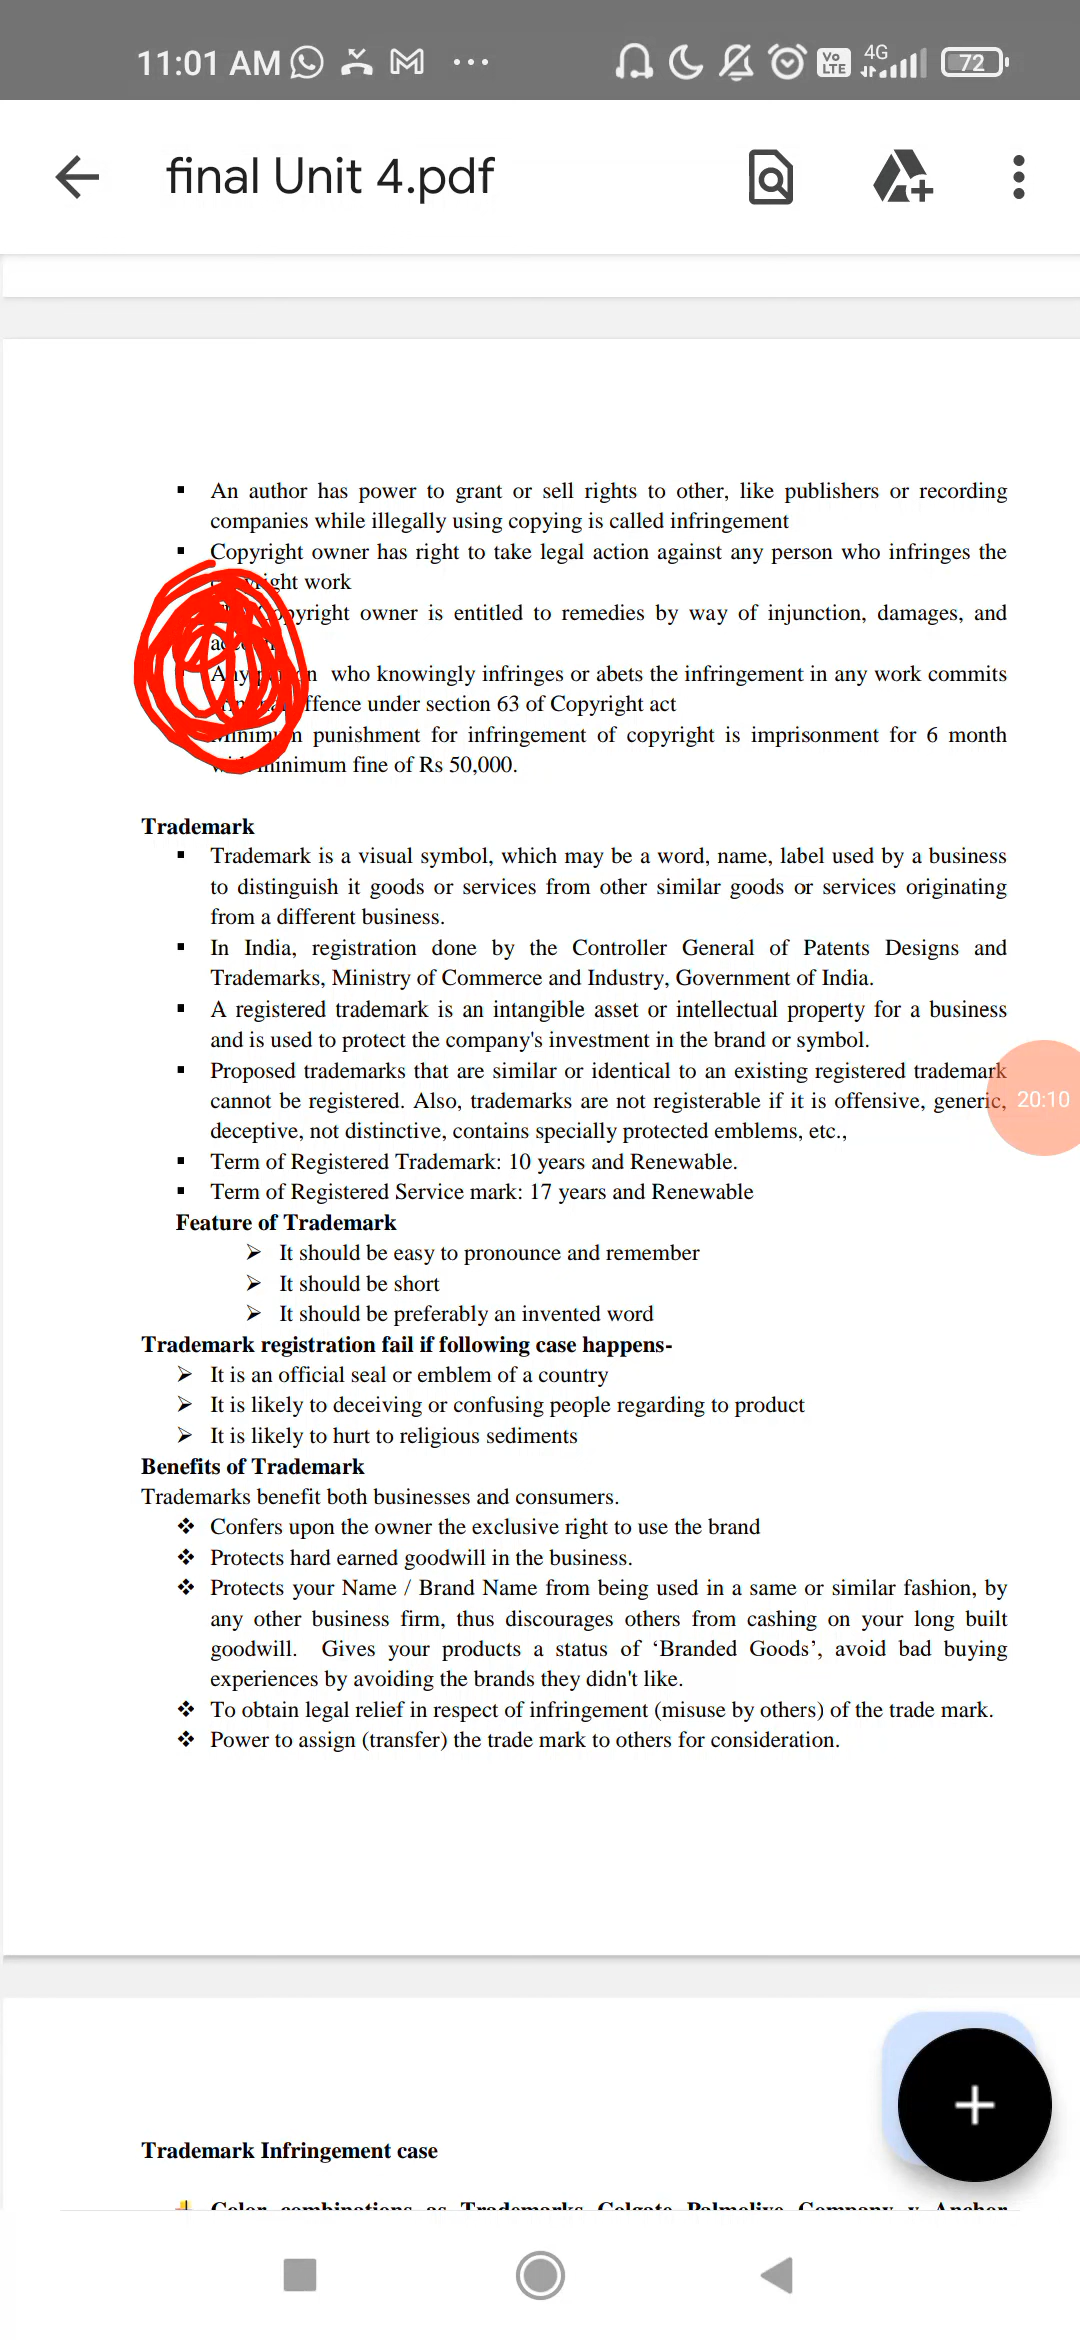 11:01 AM
Vo LTE 4G 72
final Unit 4.pdf
▪ An author has power to grant or sell rights to other, like publishers or recording
companies while illegally using copying is called infringement
▪ Copyright owner has right to take legal action against any person who infringes the
work
owner is entitled to remedies by way of injunction, damages, and
who knowingly infringes or abets the infringement in any work commits
under section 63 of Copyright act
punishment for infringement of copyright is imprisonment for 6 month
minimum fine of Rs 50,000.
Trademark
▪ Trademark is a visual symbol, which may be a word, name, label used by a business
to distinguish it goods or services from other similar goods or services originating
from a different business.
▪ In India, registration done by the Controller General of Patents Designs and
Trademarks, Ministry of Commerce and Industry, Government of India.
▪ A registered trademark is an intangible asset or intellectual property for a business
and is used to protect the company's investment in the brand or symbol.
▪ Proposed trademarks that are similar or identical to an existing registered trademark
cannot be registered. Also, trademarks are not registerable if it is offensive, generic,
20:10
deceptive, not distinctive, contains specially protected emblems, etc.,
▪ Term of Registered Trademark: 10 years and Renewable.
▪ Term of Registered Service mark: 17 years and Renewable
Feature of Trademark
➢ It should be easy to pronounce and remember
➢ It should be short
➢ It should be preferably an invented word
Trademark registration fail if following case happens-
➢ It is an official seal or emblem of a country
➢ It is likely to deceiving or confusing people regarding to product
➢ It is likely to hurt to religious sediments
Benefits of Trademark
Trademarks benefit both businesses and consumers.
❖ Confers upon the owner the exclusive right to use the brand
❖ Protects hard earned goodwill in the business.
❖ Protects your Name / Brand Name from being used in a same or similar fashion, by
any other business firm, thus discourages others from cashing on your long built
goodwill. Gives your products a status of ‘Branded Goods’, avoid bad buying
experiences by avoiding the brands they didn't like.
❖ To obtain legal relief in respect of infringement (misuse by others) of the trade mark.
❖ Power to assign (transfer) the trade mark to others for consideration.
Trademark Infringement case
Color combinations as Trademarks Colgate Palmolive Company v Anchor